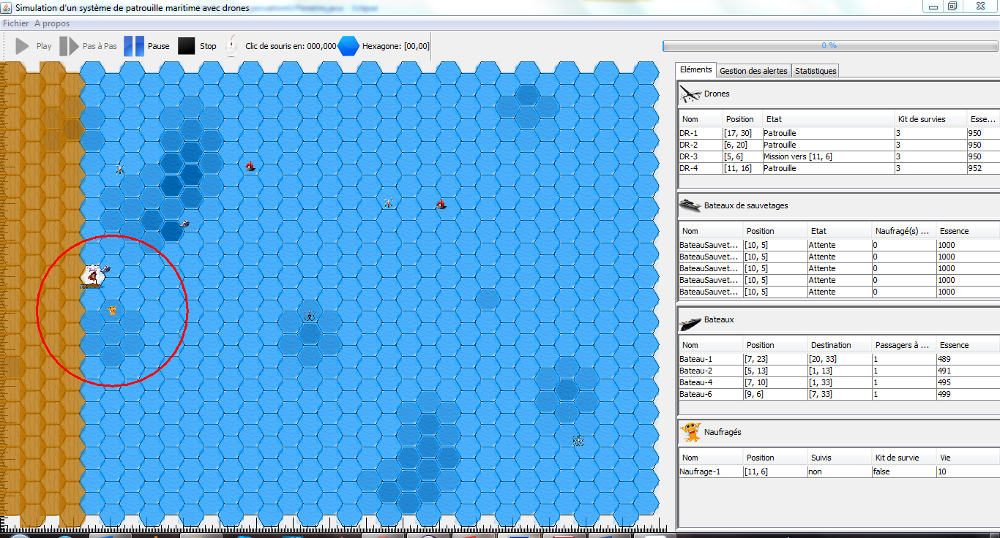 Simulation d'un système de patrouille maritime avec drones
Fichier A propos
Play Pas à Pas Pause Stop Clic de souris en: 000,000 Hexagone: [00,00]
0 %
Eléments Gestion des alertes Statistiques
Drones
Nom Position Etat Kit de survies Esse...
DR-1 [17, 30] Patrouille 3 950
DR-2 [6, 20] Patrouille 3 950
DR-3 [5, 6] Mission vers [11, 6] 3 950
DR-4 [11, 16] Patrouille 3 952
Bateaux de sauvetages
Nom Position Etat Naufragé(s) ... Essence
BateauSauvet... [10, 5] Attente 0 1000
BateauSauvet... [10, 5] Attente 0 1000
BateauSauvet... [10, 5] Attente 0 1000
BateauSauvet... [10, 5] Attente 0 1000
BateauSauvet... [10, 5] Attente 0 1000
Bateaux
Nom Position Destination Passagers à ... Essence
Bateau-1 [7, 23] [20, 33] 1 489
Bateau-2 [5, 13] [1, 13] 1 491
Bateau-4 [7, 10] [1, 33] 1 495
Bateau-6 [9, 6] [7, 33] 1 499
Naufragés
Nom Position Suivis Kit de survie Vie
Naufrage-1 [11, 6] non false 10